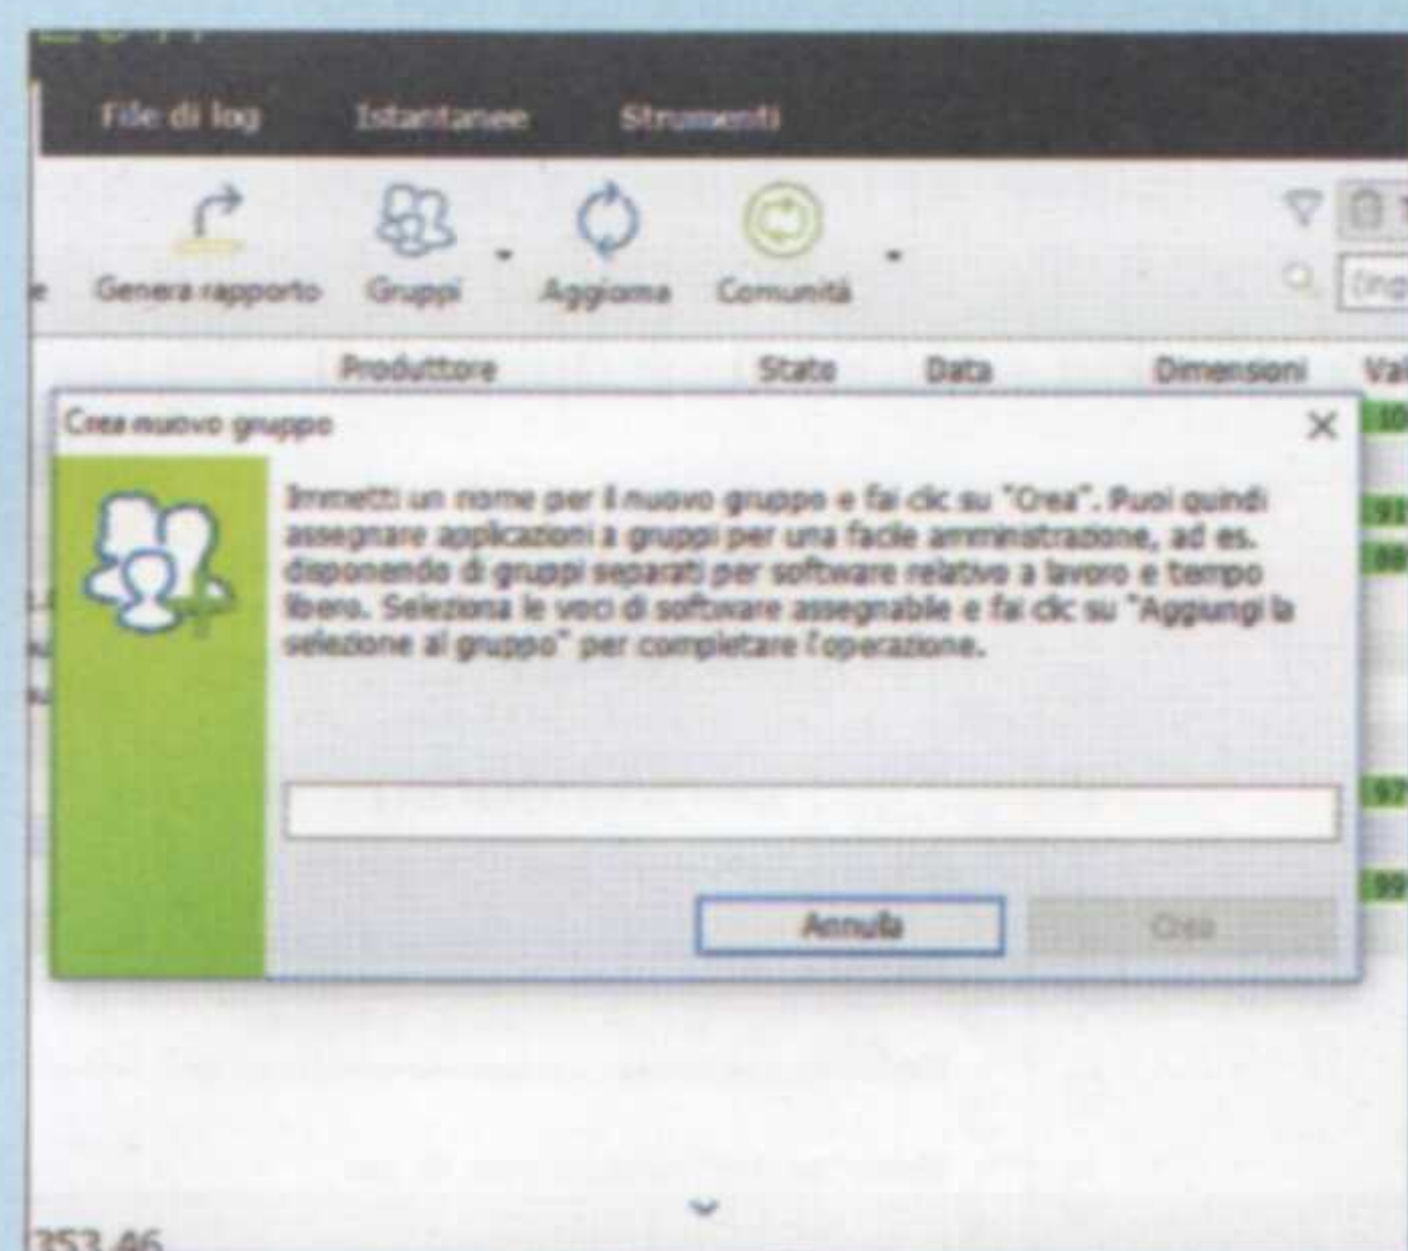 File di log Istantanee Strumenti
Genera rapporto Gruppi Aggiorna Comunità
Produttore Stato Data Dimensioni
Crea nuovo gruppo
Immetti un nome per il nuovo gruppo e fai clic su "Crea". Puoi quindi
assegnare applicazioni a gruppi per una facile amministrazione, ad es.
disponendo di gruppi separati per software relativo a lavoro e tempo
libero. Seleziona le voci di software assegnabile e fai clic su "Aggiungi la
selezione al gruppo" per completare l'operazione.
91
97
99
Annulla Crea
353.46